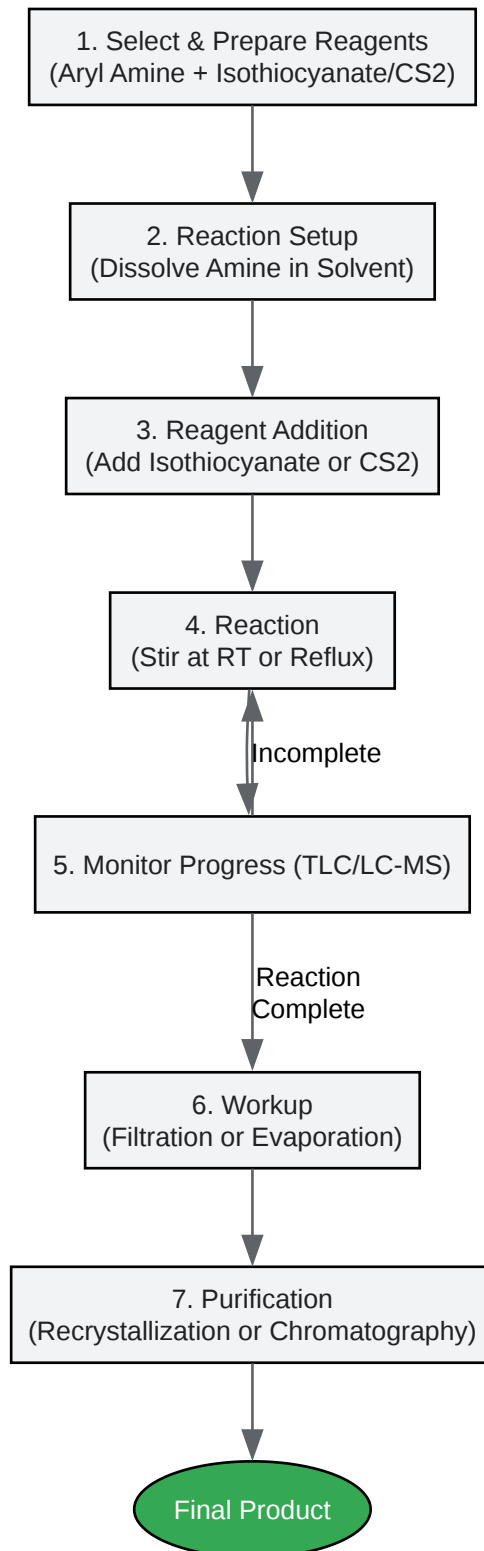 1. Select & Prepare Reagents
(Aryl Amine + Isothiocyanate/CS2)
2. Reaction Setup
(Dissolve Amine in Solvent)
3. Reagent Addition
(Add Isothiocyanate or CS2)
4. Reaction
(Stir at RT or Reflux)
Incomplete
5. Monitor Progress (TLC/LC-MS)
Reaction
Complete
6. Workup
(Filtration or Evaporation)
7. Purification
(Recrystallization or Chromatography)
Final Product